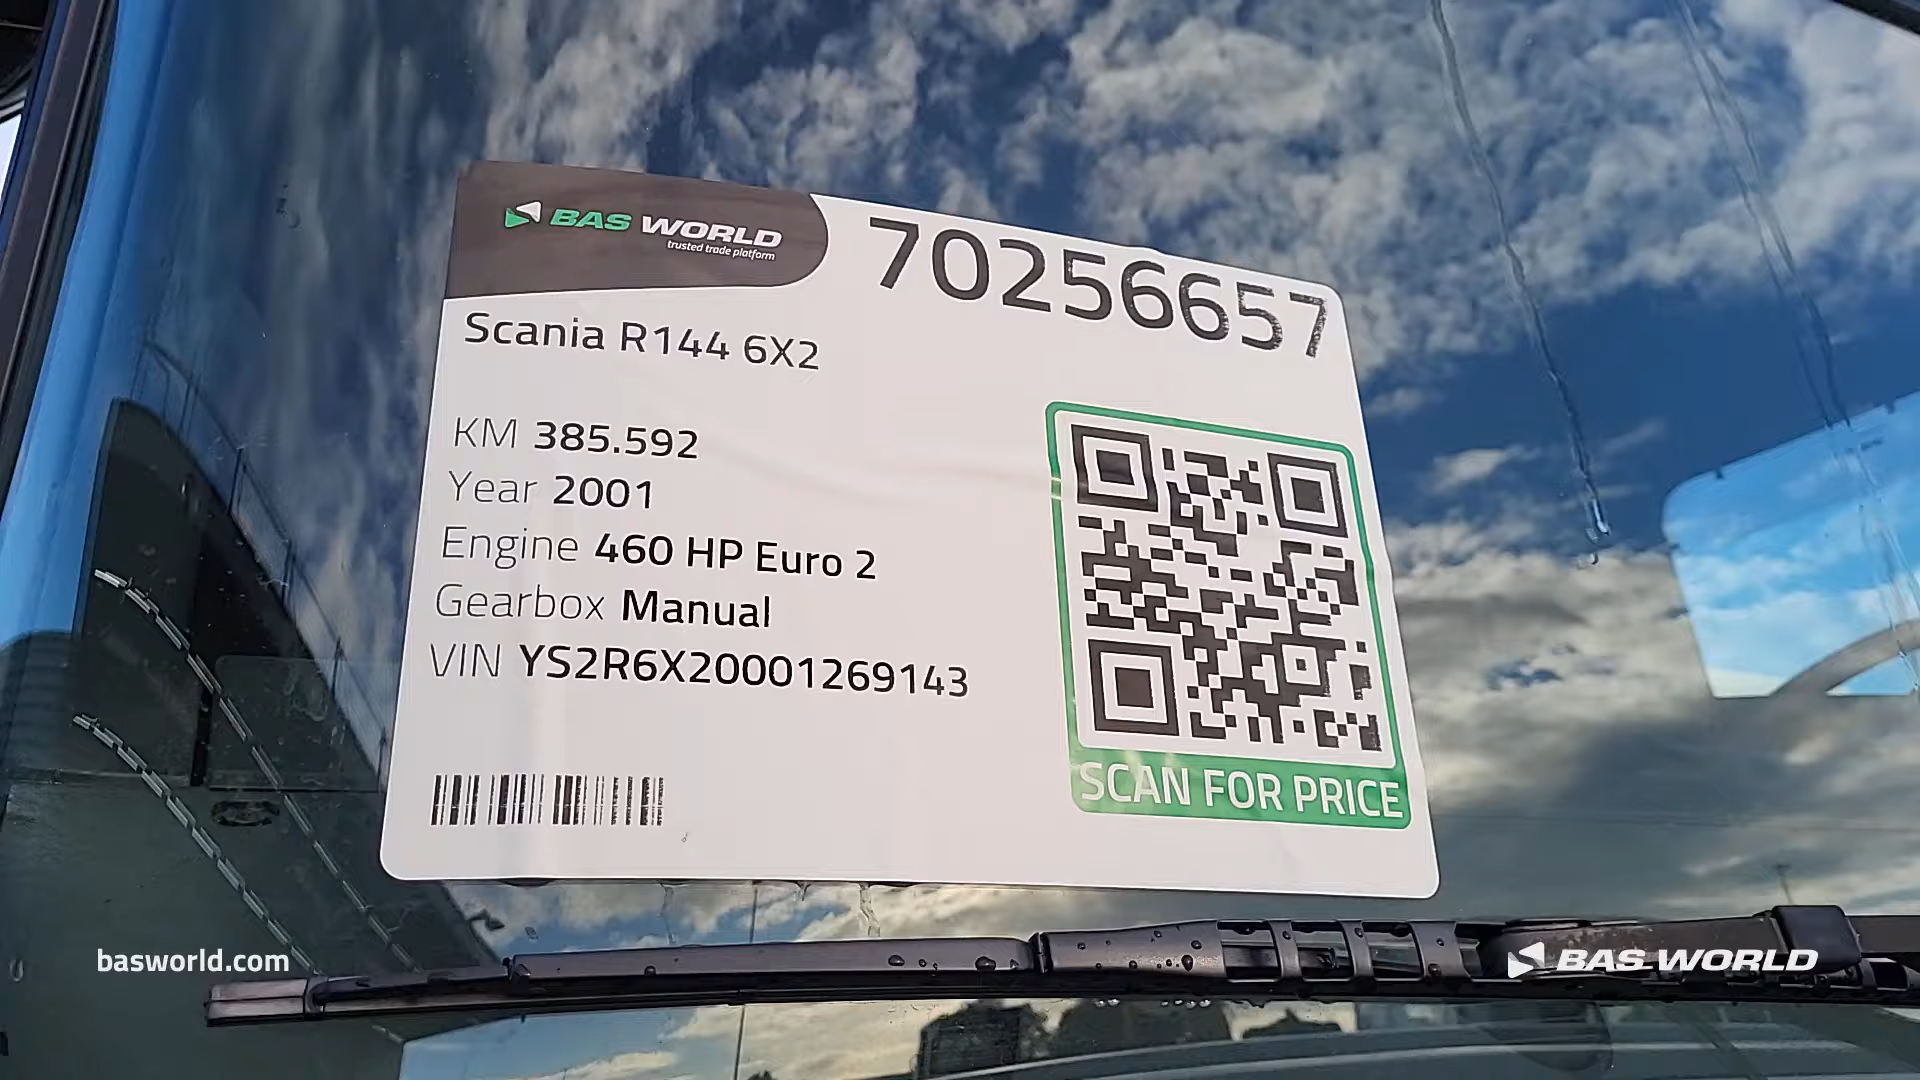 BAS WORLD
trusted trade platform
70256657
Scania R144 6X2
KM 385.592
Year 2001
Engine 460 HP Euro 2
Gearbox Manual
VIN YS2R6X20001269143
SCAN FOR PRICE
basworld.com
BAS WORLD